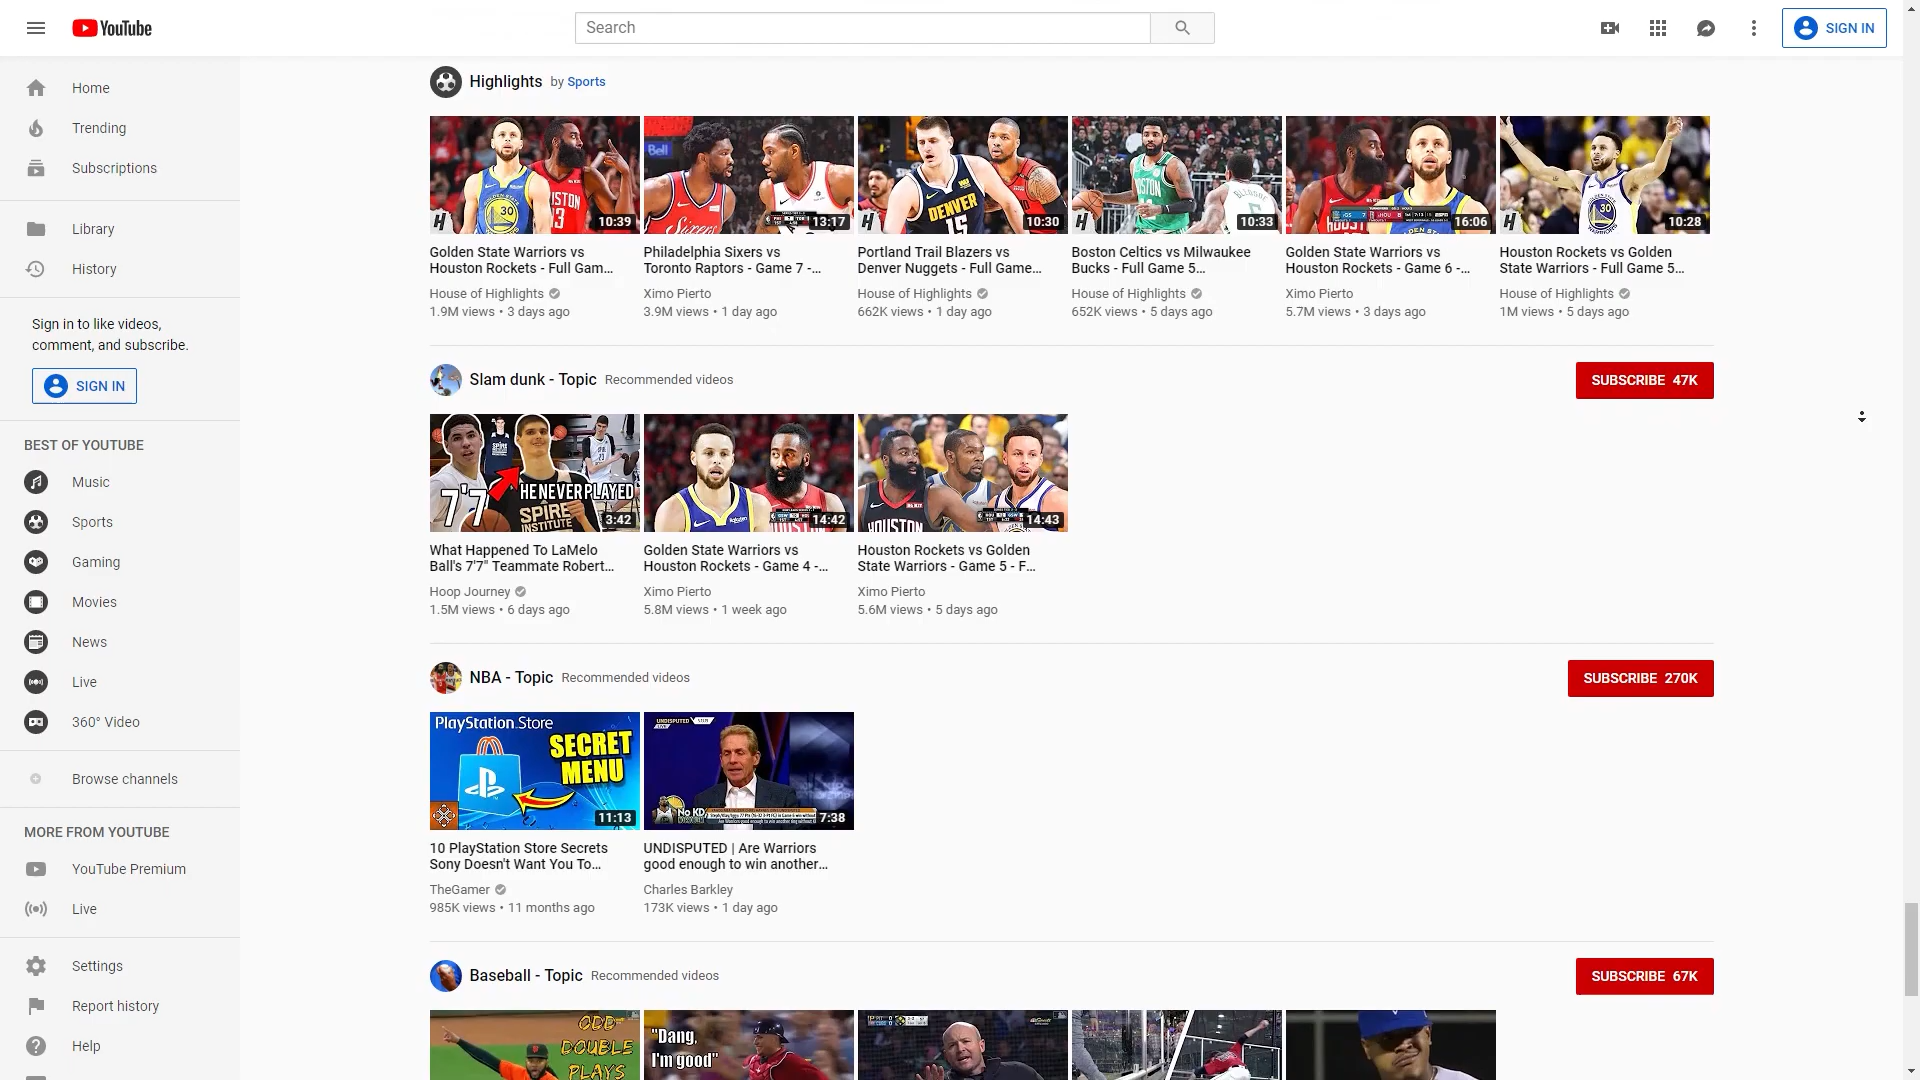 YouTube
Search
SIGN IN
Home
Trending
Subscriptions
Library
History
Sign in to like videos,
comment, and subscribe.
SIGN IN
BEST OF YOUTUBE
Music
Sports
Gaming
Movies
News
Live
360° Video
Browse channels
MORE FROM YOUTUBE
YouTube Premium
Live
Settings
Report history
Help
Highlights by Sports
10:39
Bell
13:17
DENVER
15
10:30
BOSTON
10:33
16:06
30
10:28
Golden State Warriors vs
Houston Rockets - Full Gam...
House of Highlights
1.9M views • 3 days ago
Philadelphia Sixers vs
Toronto Raptors - Game 7 -...
Ximo Pierto
3.9M views • 1 day ago
Portland Trail Blazers vs
Denver Nuggets - Full Game...
House of Highlights
662K views • 1 day ago
Boston Celtics vs Milwaukee
Bucks - Full Game 5...
House of Highlights
652K views • 5 days ago
Golden State Warriors vs
Houston Rockets - Game 6 -...
Ximo Pierto
5.7M views • 3 days ago
Houston Rockets vs Golden
State Warriors - Full Game 5...
House of Highlights
1M views • 5 days ago
Slam dunk - Topic Recommended videos
SUBSCRIBE 47K
7'7
HE NEVER PLAYED
SPIRE
INSTITUTE
3:42
14:42
HOUSTON
14:43
What Happened To LaMelo
Ball's 7'7" Teammate Robert...
Hoop Journey
1.5M views • 6 days ago
Golden State Warriors vs
Houston Rockets - Game 4 -...
Ximo Pierto
5.8M views • 1 week ago
Houston Rockets vs Golden
State Warriors - Game 5 - F...
Ximo Pierto
5.6M views • 5 days ago
NBA - Topic Recommended videos
SUBSCRIBE 270K
PlayStation.Store
SECRET
MENU
11:13
UNDISPUTED
No KD
7:38
10 PlayStation Store Secrets
Sony Doesn't Want You To...
TheGamer
985K views • 11 months ago
UNDISPUTED | Are Warriors
good enough to win another...
Charles Barkley
173K views • 1 day ago
Baseball - Topic Recommended videos
SUBSCRIBE 67K
ODD
DOUBLE
PLAYS
"Dang,
I'm good"